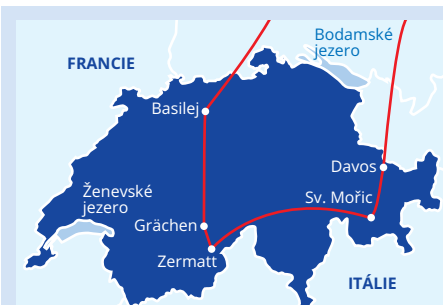 Bodamské
jezero
FRANCIE
Basilej
Davos
Ženevské
jezero
Sv. Mořic
Grächen
Zermatt
ITÁLIE